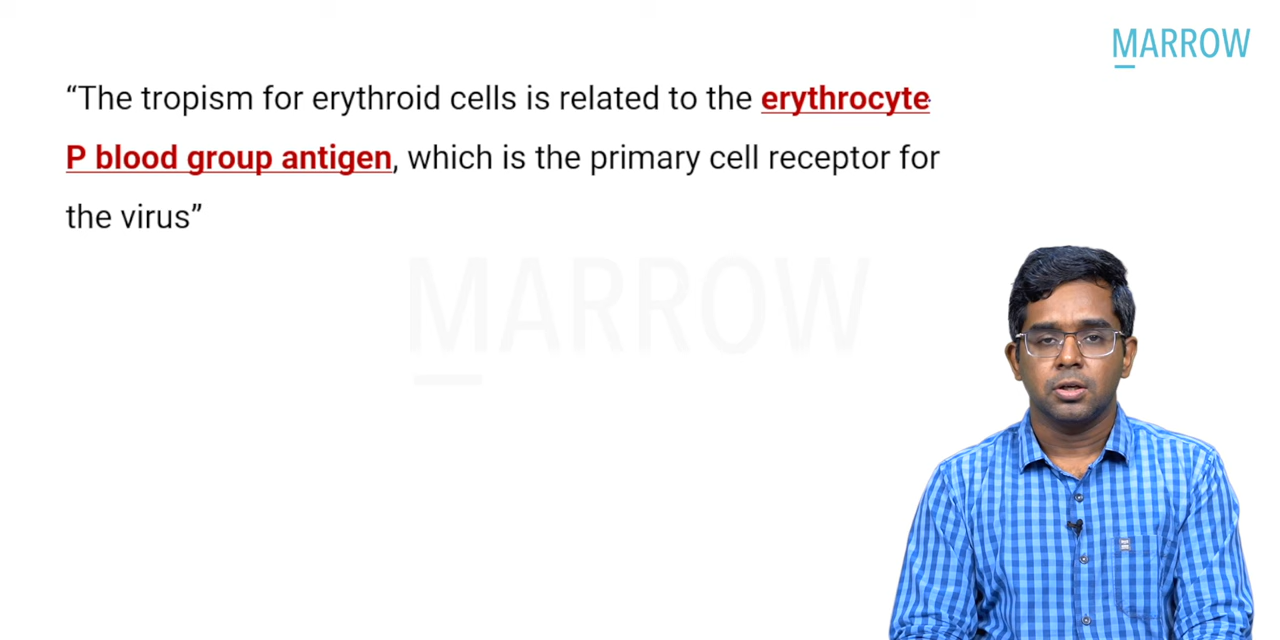 MARROW
“The tropism for erythroid cells is related to the erythrocyte
P blood group antigen, which is the primary cell receptor for
the virus”
MARROW